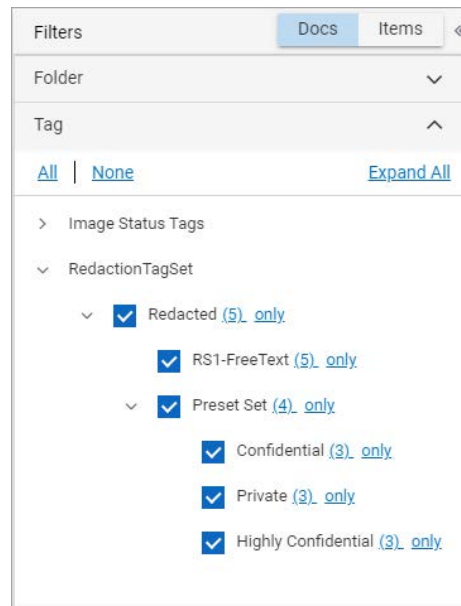 Filters Docs Items
Folder
Tag
All | None Expand All
Image Status Tags
RedactionTagSet
Redacted (5) only
RS1-FreeText (5) only
Preset Set (4) only
Confidential (3) only
Private (3) only
Highly Confidential (3) only